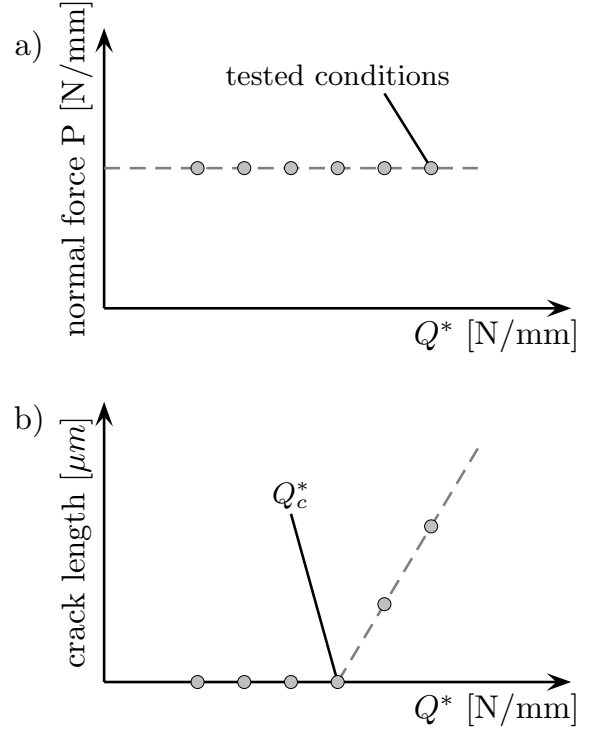 a)
normal force P [N/mm]
tested conditions
Q* [N/mm]
b)
crack length [μm]
Q*c
Q* [N/mm]